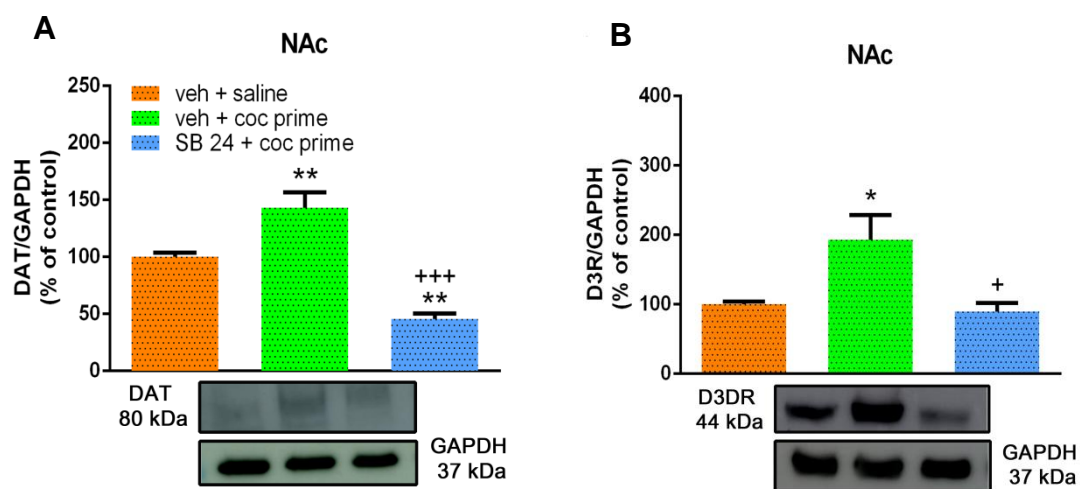 A
NAc
DAT/GAPDH
(% of control)
250
200
150
100
50
0
veh + saline
veh + coc prime
SB 24 + coc prime
**
+++
**
DAT
80 kDa
GAPDH
37 kDa
B
NAc
D3R/GAPDH
(% of control)
400
300
200
100
0
*
+
D3DR
44 kDa
GAPDH
37 kDa